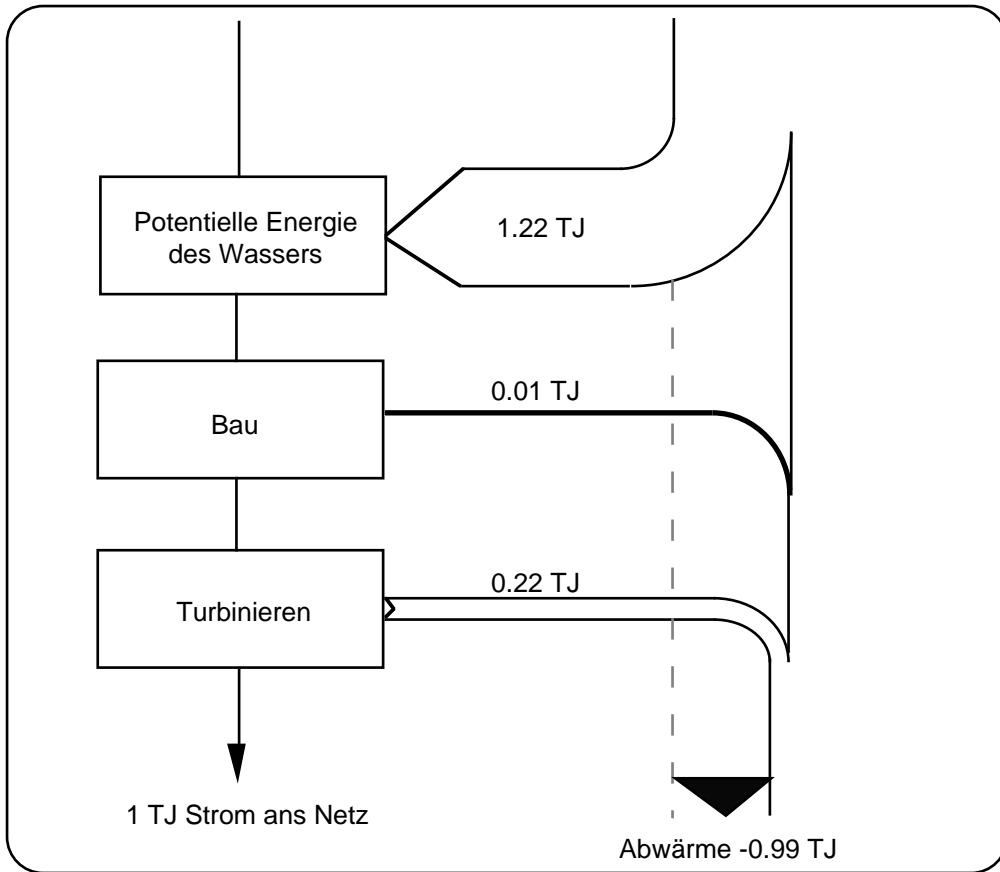 Potentielle Energie
des Wassers
1.22 TJ
0.01 TJ
Bau
0.22 TJ
Turbinieren
1 TJ Strom ans Netz
Abwärme -0.99 TJ